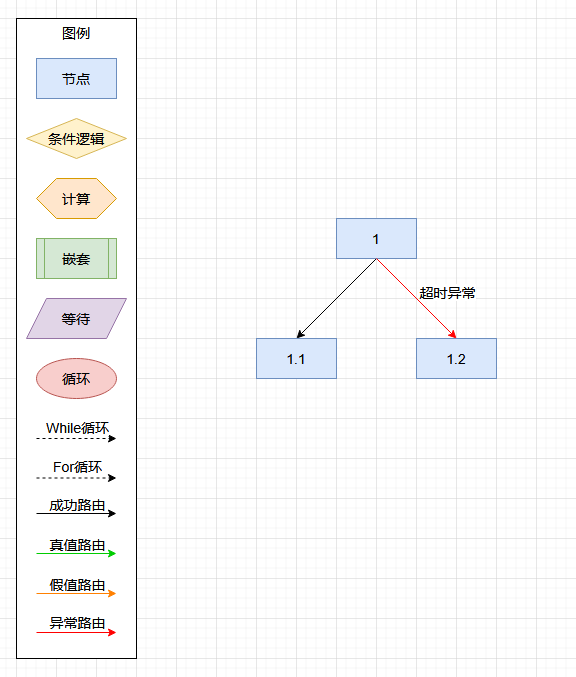 图例
节点
条件逻辑
计算
嵌套
等待
循环
While循环
For循环
成功路由
真值路由
假值路由
异常路由
1
超时异常
1.1
1.2